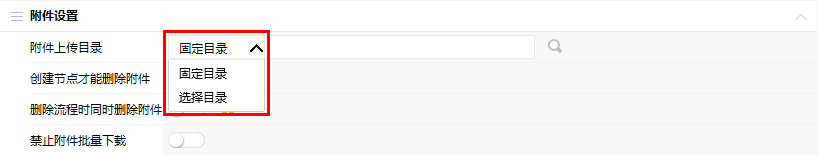 附件设置
附件上传目录 固定目录
固定目录
创建节点才能删除附件
选择目录
删除流程时同时删除附件
禁止附件批量下载